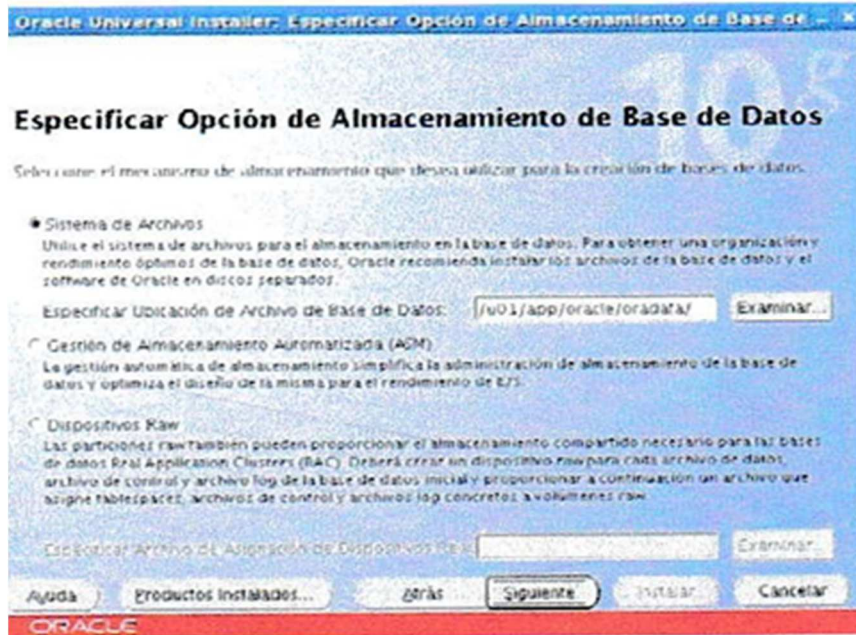 Oracle Universal Installer: Especificar Opción de Almacenamiento de Base de
10g
Especificar Opción de Almacenamiento de Base de Datos
Seleccione el mecanismo de almacenamiento que desea utilizar para la creación de bases de datos.
Sistema de Archivos
Utilice el sistema de archivos para el almacenamiento en la base de datos. Para obtener una organización y
rendimiento óptimos de la base de datos, Oracle recomienda instalar los archivos de la base de datos y el
software de Oracle en discos separados.
Especificar Ubicación de Archivo de Base de Datos: /u01/app/oracle/oradata/ Examinar...
Gestión de Almacenamiento Automatizada (ASM)
La gestión automática de almacenamiento simplifica la administración de almacenamiento de la base de
datos y optimiza el diseño de la misma para el rendimiento de E/S.
Dispositivos Raw
Las particiones raw también pueden proporcionar el almacenamiento compartido necesario para las bases
de datos Real Application Clusters (RAC). Deberá crear un dispositivo raw para cada archivo de datos,
archivo de control y archivo log de la base de datos inicial y proporcionar a continuación un archivo que
asigne tablespaces, archivos de control y archivos log concretos a volúmenes raw.
Especificar Archivo de Asignación de Dispositivos Raw: Examinar...
Ayuda Productos Instalados... Atrás Siguiente Instalar Cancelar
ORACLE